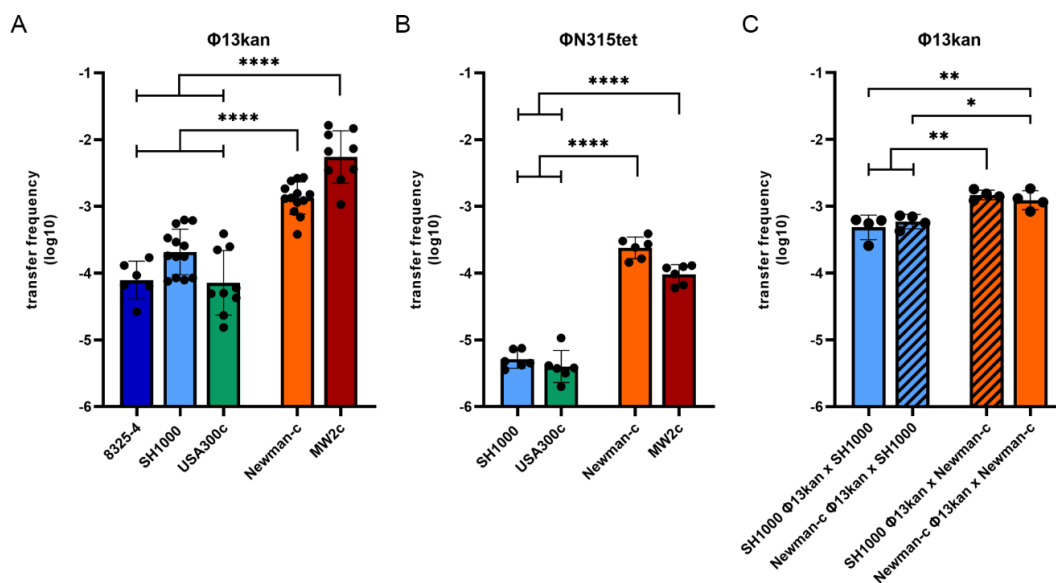 A
Φ13kan
transfer frequency
(log10)
-1
-2
-3
-4
-5
-6
****
****
8325-4
SH1000
USA300c
Newman-c
MW2c
B
ΦN315tet
transfer frequency
(log10)
-1
-2
-3
-4
-5
-6
****
****
SH1000
USA300c
Newman-c
MW2c
C
Φ13kan
transfer frequency
(log10)
-1
-2
-3
-4
-5
-6
**
*
**
SH1000 Φ13kan x SH1000
Newman-c Φ13kan x SH1000
SH1000 Φ13kan x Newman-c
Newman-c Φ13kan x Newman-c